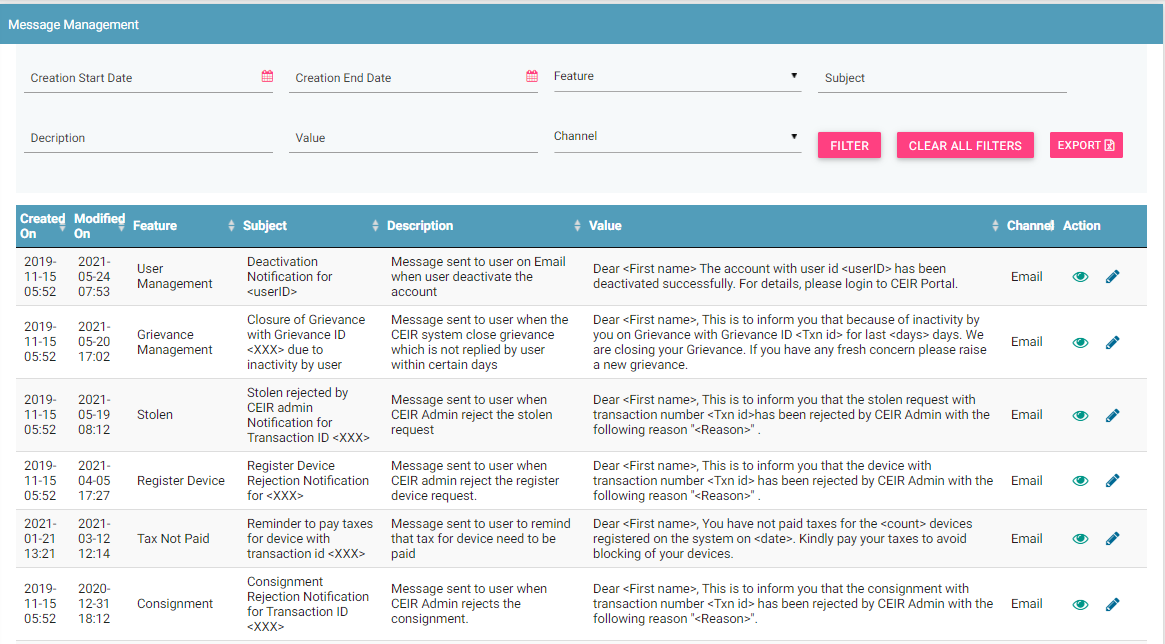 Message Management
Creation Start Date
Creation End Date
Feature
Subject
Decription
Value
Channel
FILTER
CLEAR ALL FILTERS
EXPORT
Created
On
Modified
On
Feature
Subject
Description
Value
Channel
Action
2019-
11-15
05:52
2021-
05-24
07:53
User
Management
Deactivation
Notification for
<userID>
Message sent to user on Email
when user deactivate the
account
Dear <First name> The account with user id <userID> has been
deactivated successfully. For details, please login to CEIR Portal.
Email
2019-
11-15
05:52
2021-
05-20
17:02
Grievance
Management
Closure of Grievance
with Grievance ID
<XXX> due to
inactivity by user
Message sent to user when the
CEIR system close grievance
which is not replied by user
within certain days
Dear <First name>, This is to inform you that because of inactivity by
you on Grievance with Grievance ID <Txn id> for last <days> days. We
are closing your Grievance. If you have any fresh concern please raise
a new grievance.
Email
2019-
11-15
05:52
2021-
05-19
08:12
Stolen
Stolen rejected by
CEIR admin
Notification for
Transaction ID <XXX>
Message sent to user when
CEIR Admin reject the stolen
request
Dear <First name>, This is to inform you that the stolen request with
transaction number <Txn id>has been rejected by CEIR Admin with the
following reason "<Reason>" .
Email
2019-
11-15
05:52
2021-
04-05
17:27
Register Device
Register Device
Rejection Notification
for <XXX>
Message sent to user when
CEIR admin reject the register
device request.
Dear <First name>, This is to inform you that the device with
transaction number <Txn id> has been rejected by CEIR Admin with the
following reason "<Reason>" .
Email
2021-
01-21
13:21
2021-
03-12
12:14
Tax Not Paid
Reminder to pay taxes
for device with
transaction id <XXX>
Message sent to user to remind
that tax for device need to be
paid
Dear <First name>, You have not paid taxes for the <count> devices
registered on the system on <date>. Kindly pay your taxes to avoid
blocking of your devices.
Email
2019-
11-15
05:52
2020-
12-31
18:12
Consignment
Consignment
Rejection Notification
for Transaction ID
<XXX>
Message sent to user when
CEIR Admin rejects the
consignment.
Dear <First name>, This is to inform you that the consignment with
transaction number <Txn id> has been rejected by CEIR Admin with the
following reason "<Reason>".
Email